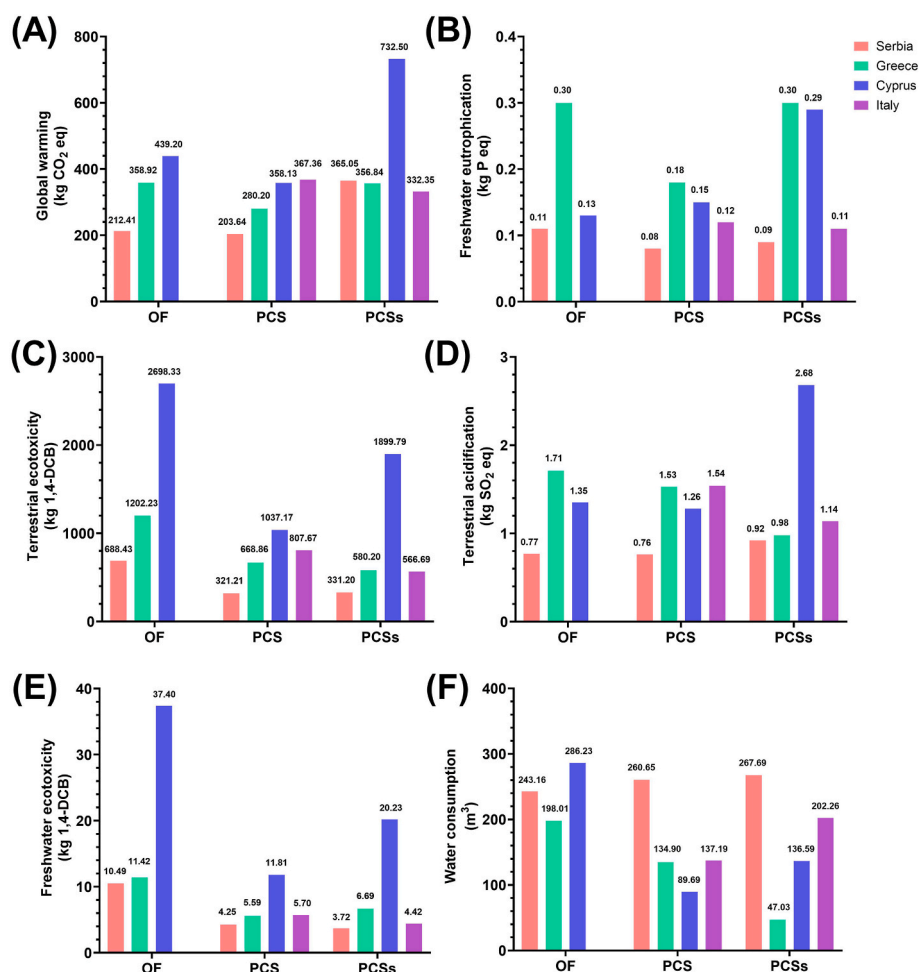 (A)
Global warming
(kg CO₂ eq)
800
600
400
200
0
212.41
358.92
439.20
203.64
280.20
358.13
367.36
365.05
356.84
732.50
332.35
OF
PCS
PCSs
(B)
Freshwater eutrophication
(kg P eq)
0.4
0.3
0.2
0.1
0.0
0.11
0.30
0.13
0.08
0.18
0.15
0.12
0.09
0.30
0.29
0.11
OF
PCS
PCSs
Serbia
Greece
Cyprus
Italy
(C)
Terrestrial ecotoxicity
(kg 1,4-DCB)
3000
2000
1000
0
688.43
1202.23
2698.33
321.21
668.86
1037.17
807.67
331.20
580.20
1899.79
566.69
OF
PCS
PCSs
(D)
Terrestrial acidification
(kg SO₂ eq)
3
2
1
0
0.77
1.71
1.35
0.76
1.53
1.26
1.54
0.92
0.98
2.68
1.14
OF
PCS
PCSs
(E)
Freshwater ecotoxicity
(kg 1,4-DCB)
40
30
20
10
0
10.49
11.42
37.40
4.25
5.59
11.81
5.70
3.72
6.69
20.23
4.42
OF
PCS
PCSs
(F)
Water consumption
(m³)
400
300
200
100
0
243.16
198.01
286.23
260.65
134.90
89.69
137.19
267.69
47.03
136.59
202.26
OF
PCS
PCSs